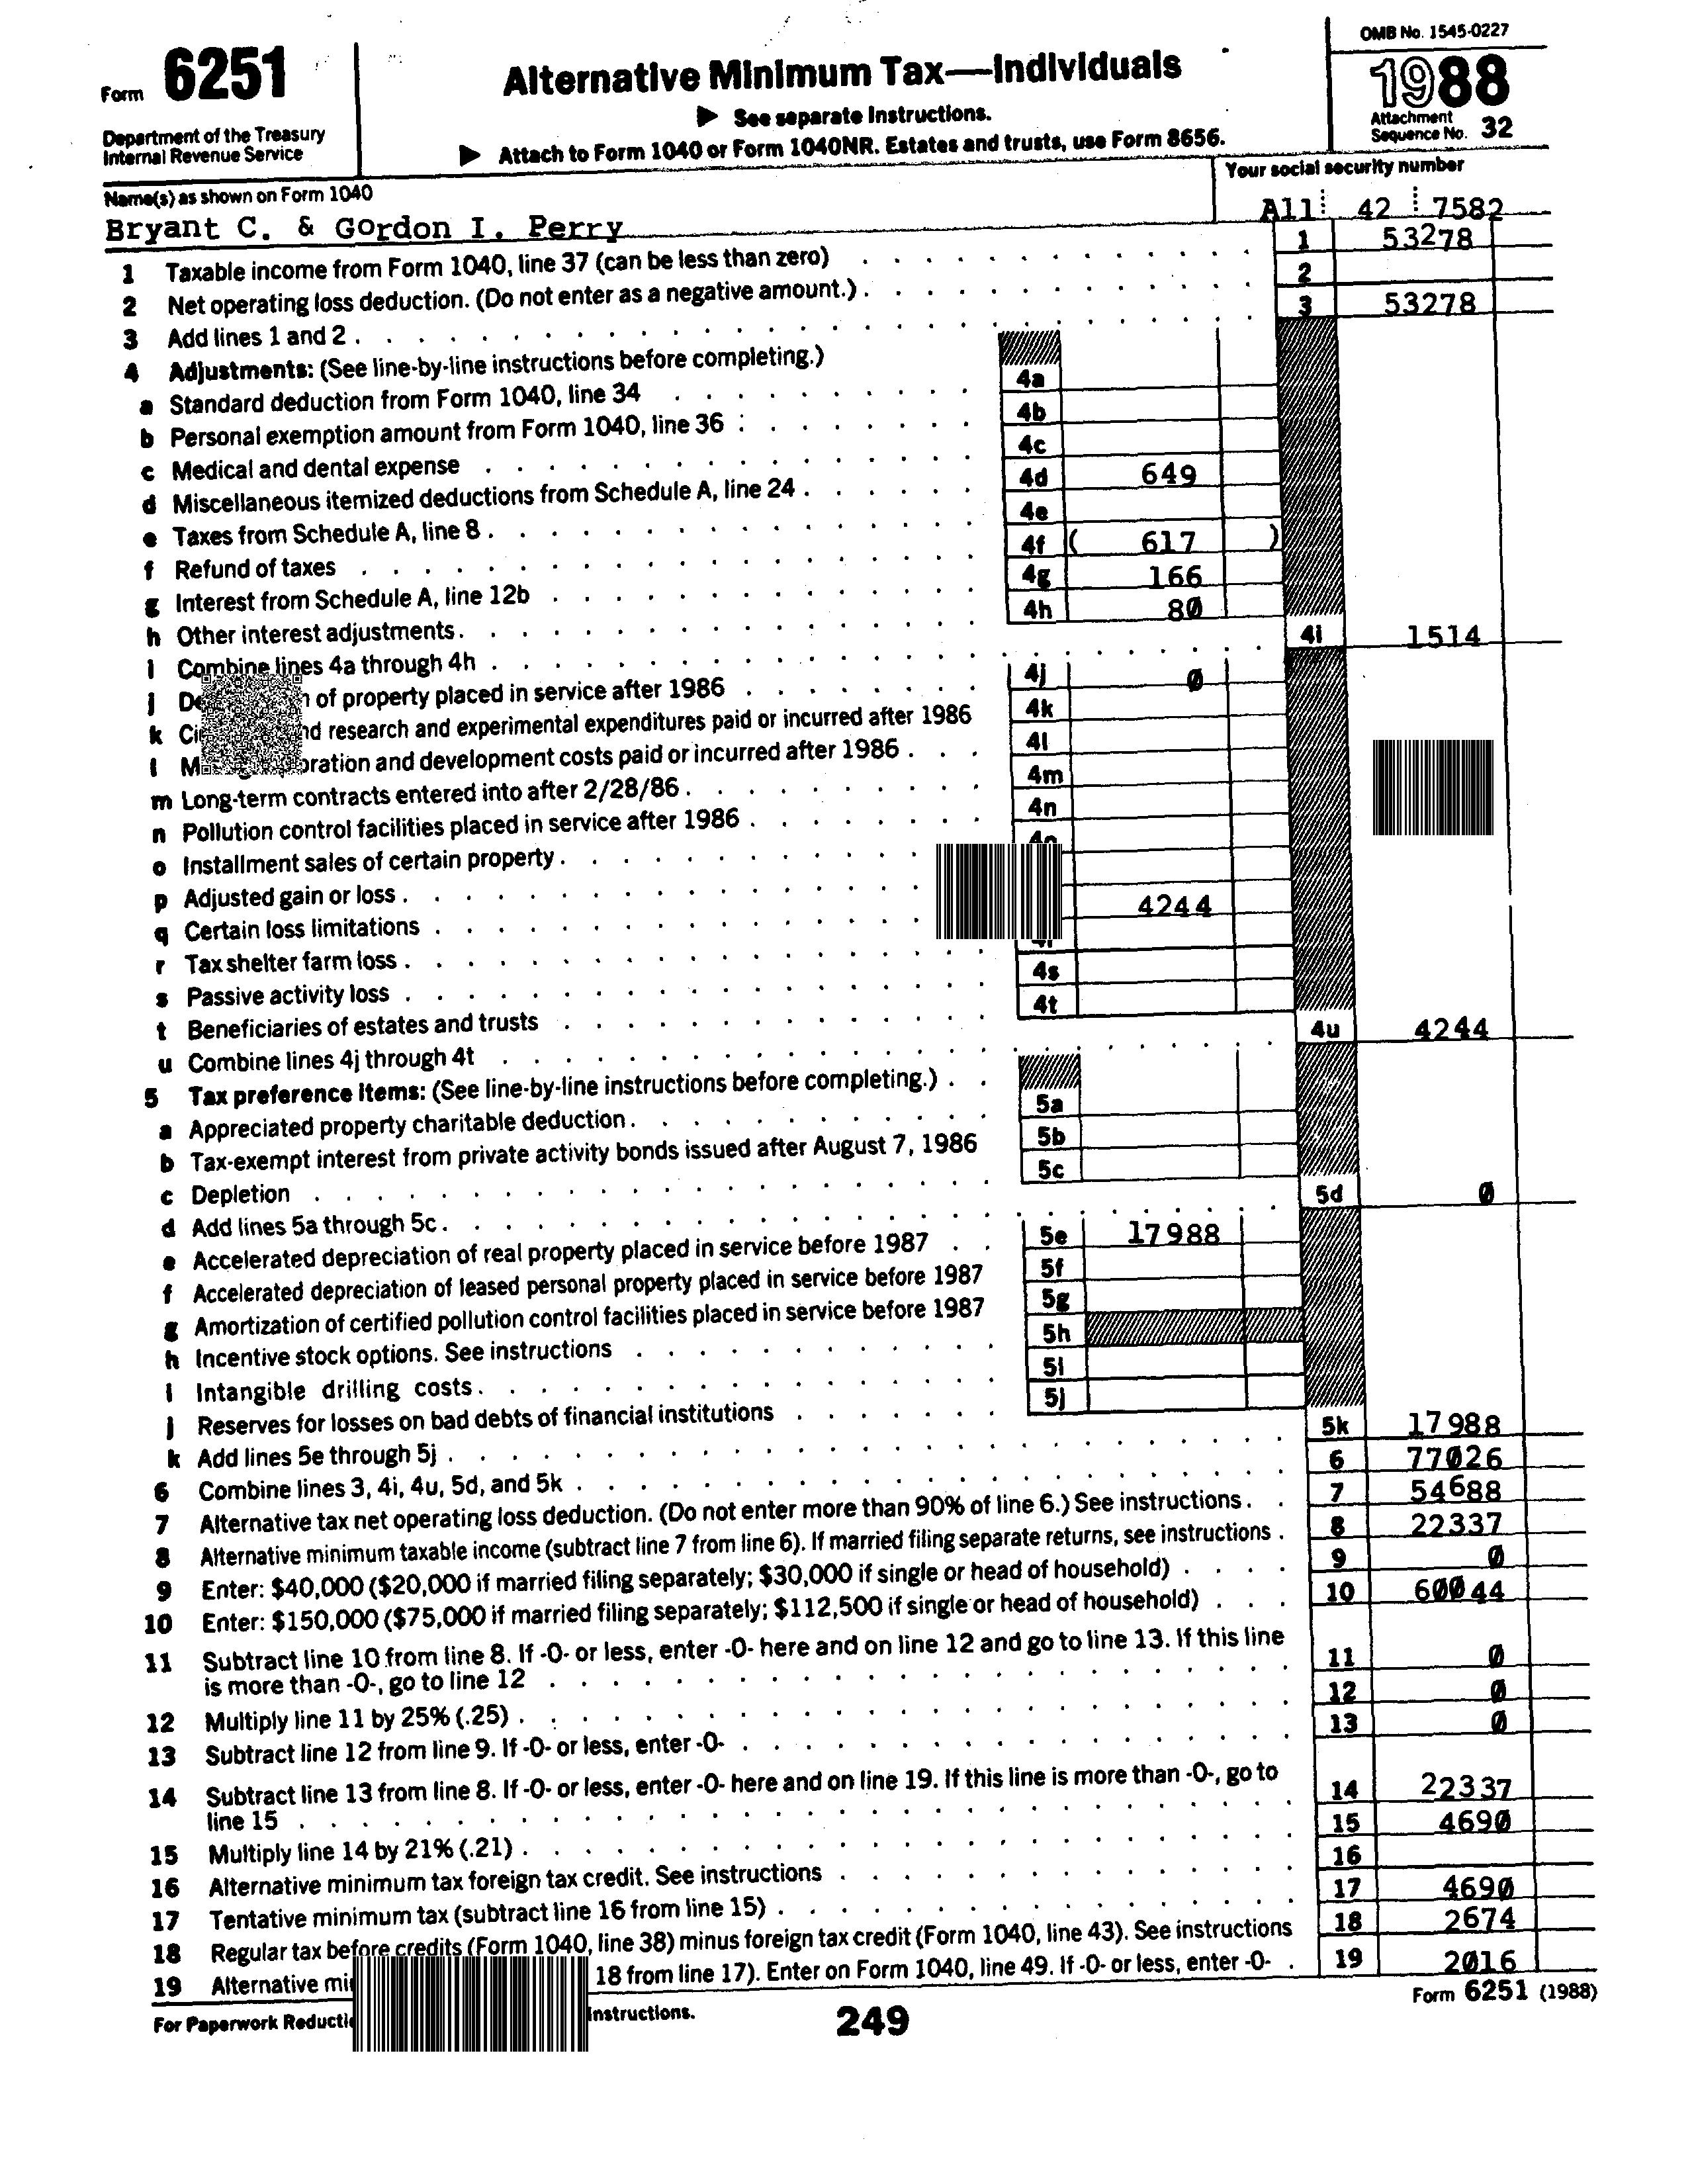 Form 6251
Department of the Treasury
Internal Revenue Service
Alternative Minimum Tax—Individuals
▶ See separate Instructions.
▶ Attach to Form 1040 or Form 1040NR. Estates and trusts, use Form 8656.
OMB No. 1545-0227
1988
Attachment
Sequence No. 32
Name(s) as shown on Form 1040
Bryant C. & Gordon I. Perry
Your social security number
All 42 7582
1 Taxable income from Form 1040, line 37 (can be less than zero) 1 53278
2 Net operating loss deduction. (Do not enter as a negative amount.) 2
3 Add lines 1 and 2 3 53278
4 Adjustments: (See line-by-line instructions before completing.)
a Standard deduction from Form 1040, line 34 4a
b Personal exemption amount from Form 1040, line 36 4b
c Medical and dental expense 4c
d Miscellaneous itemized deductions from Schedule A, line 24 4d 649
e Taxes from Schedule A, line 8 4e
f Refund of taxes 4f ( 617 )
g Interest from Schedule A, line 12b 4g 166
h Other interest adjustments 4h 80
i Combine lines 4a through 4h 4i 1514
j of property placed in service after 1986 4j 0
k research and experimental expenditures paid or incurred after 1986 4k
l and development costs paid or incurred after 1986 4l
m Long-term contracts entered into after 2/28/86 4m
n Pollution control facilities placed in service after 1986 4n
o Installment sales of certain property
p Adjusted gain or loss
q Certain loss limitations 4244
r Tax shelter farm loss
s Passive activity loss 4s
t Beneficiaries of estates and trusts 4t
u Combine lines 4j through 4t 4u 4244
5 Tax preference items: (See line-by-line instructions before completing.)
a Appreciated property charitable deduction 5a
b Tax-exempt interest from private activity bonds issued after August 7, 1986 5b
c Depletion 5c
d Add lines 5a through 5c 5d 0
e Accelerated depreciation of real property placed in service before 1987 5e 17988
f Accelerated depreciation of leased personal property placed in service before 1987 5f
g Amortization of certified pollution control facilities placed in service before 1987 5g
h Incentive stock options. See instructions 5h
i Intangible drilling costs 5i
j Reserves for losses on bad debts of financial institutions 5j
k Add lines 5e through 5j 5k 17988
6 Combine lines 3, 4i, 4u, 5d, and 5k 6 77026
7 Alternative tax net operating loss deduction. (Do not enter more than 90% of line 6.) See instructions 7 54688
8 Alternative minimum taxable income (subtract line 7 from line 6). If married filing separate returns, see instructions 8 22337
9 Enter: $40,000 ($20,000 if married filing separately; $30,000 if single or head of household) 9 0
10 Enter: $150,000 ($75,000 if married filing separately; $112,500 if single or head of household) 10 60044
11 Subtract line 10 from line 8. If -0- or less, enter -0- here and on line 12 and go to line 13. If this line
is more than -0-, go to line 12 11 0
12 Multiply line 11 by 25% (.25) 12 0
13 Subtract line 12 from line 9. If -0- or less, enter -0- 13 0
14 Subtract line 13 from line 8. If -0- or less, enter -0- here and on line 19. If this line is more than -0-, go to
line 15 14 22337
15 Multiply line 14 by 21% (.21) 15 4690
16 Alternative minimum tax foreign tax credit. See instructions 16
17 Tentative minimum tax (subtract line 16 from line 15) 17 4690
18 Regular tax before credits (Form 1040, line 38) minus foreign tax credit (Form 1040, line 43). See instructions 18 2674
19 Alternative 18 from line 17). Enter on Form 1040, line 49. If -0- or less, enter -0- 19 2016
For Paperwork instructions.
249
Form 6251 (1988)